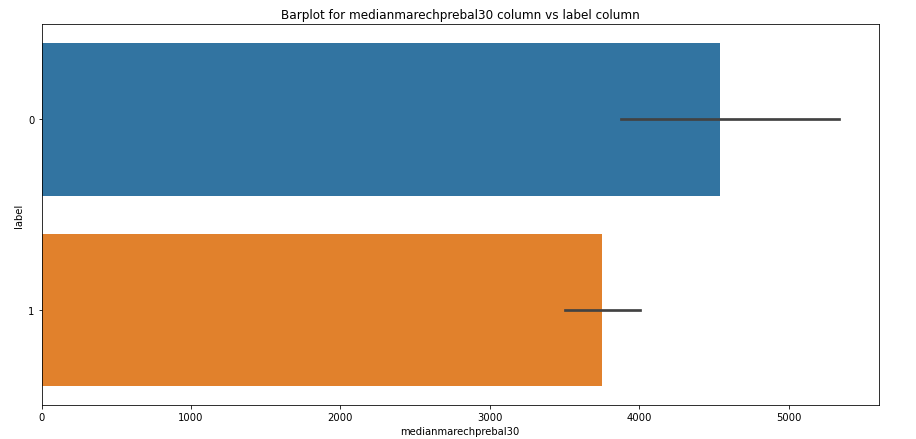 Barplot for medianmarechprebal30 column vs label column
0
label
1
0 1000 2000 3000 4000 5000
medianmarechprebal30